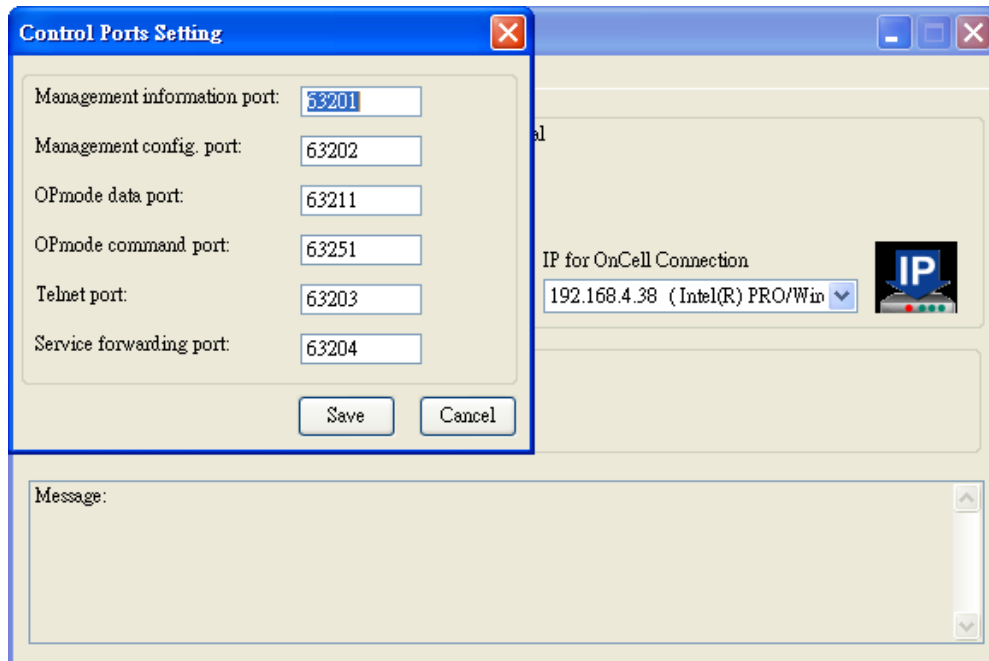 Control Ports Setting
Management information port: 63201
Management config. port: 63202
OPmode data port: 63211
OPmode command port: 63251
Telnet port: 63203
Service forwarding port: 63204
Save Cancel
al
IP for OnCell Connection
192.168.4.38 ( Intel(R) PRO/Win
IP
Message: